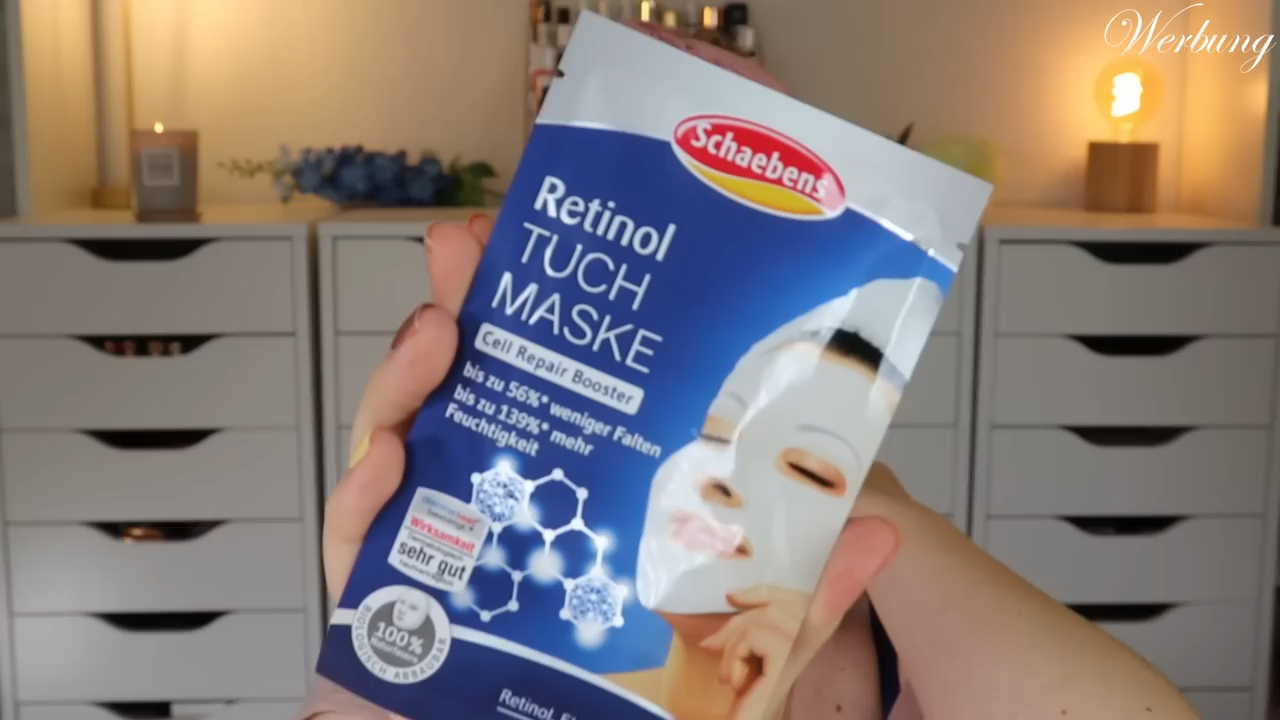 Werbung
Schaebens
Retinol
TUCH
MASKE
Cell Repair Booster
bis zu 56%* weniger Falten
bis zu 139%* mehr
Feuchtigkeit
Wirksamkeit
sehr gut
100%
Naturfasern
BIOLOGISCH ABBAUBAR
Retinol,